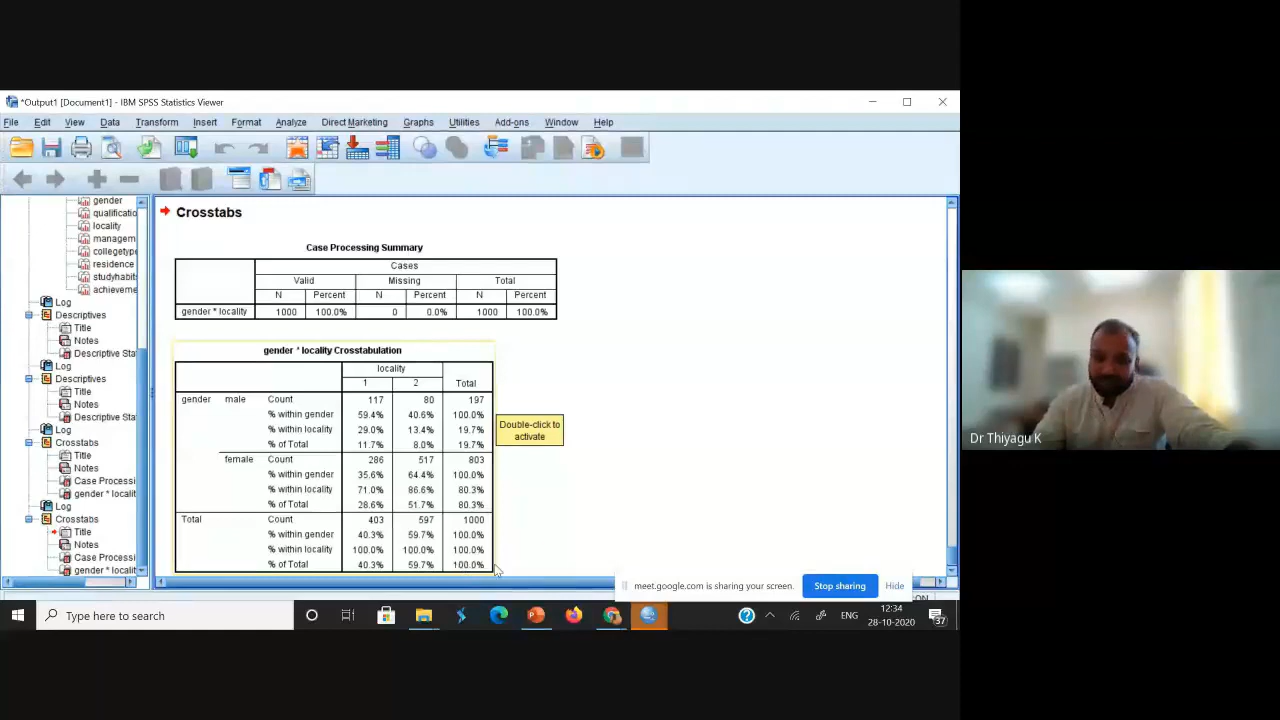 *Output1 [Document1] - IBM SPSS Statistics Viewer
File Edit View Data Transform Insert Format Analyze Direct Marketing Graphs Utilities Add-ons Window Help
gender
qualificatio
locality
managem
collegetyp
residence
studyhabit
achieveme
Log
Descriptives
Title
Notes
Descriptive Sta
Log
Descriptives
Title
Notes
Descriptive Sta
Log
Crosstabs
Title
Notes
Case Processi
gender * localit
Log
Crosstabs
Title
Notes
Case Processi
gender * localit
Crosstabs
Case Processing Summary
Cases
Valid Missing Total
N Percent N Percent N Percent
gender * locality 1000 100.0% 0 0.0% 1000 100.0%
gender * locality Crosstabulation
locality
1 2 Total
gender male Count 117 80 197
% within gender 59.4% 40.6% 100.0%
% within locality 29.0% 13.4% 19.7%
% of Total 11.7% 8.0% 19.7%
female Count 286 517 803
% within gender 35.6% 64.4% 100.0%
% within locality 71.0% 86.6% 80.3%
% of Total 28.6% 51.7% 80.3%
Total Count 403 597 1000
% within gender 40.3% 59.7% 100.0%
% within locality 100.0% 100.0% 100.0%
% of Total 40.3% 59.7% 100.0%
Double-click to
activate
Dr Thiyagu K
meet.google.com is sharing your screen. Stop sharing Hide
Type here to search
ENG
12:34
28-10-2020
37